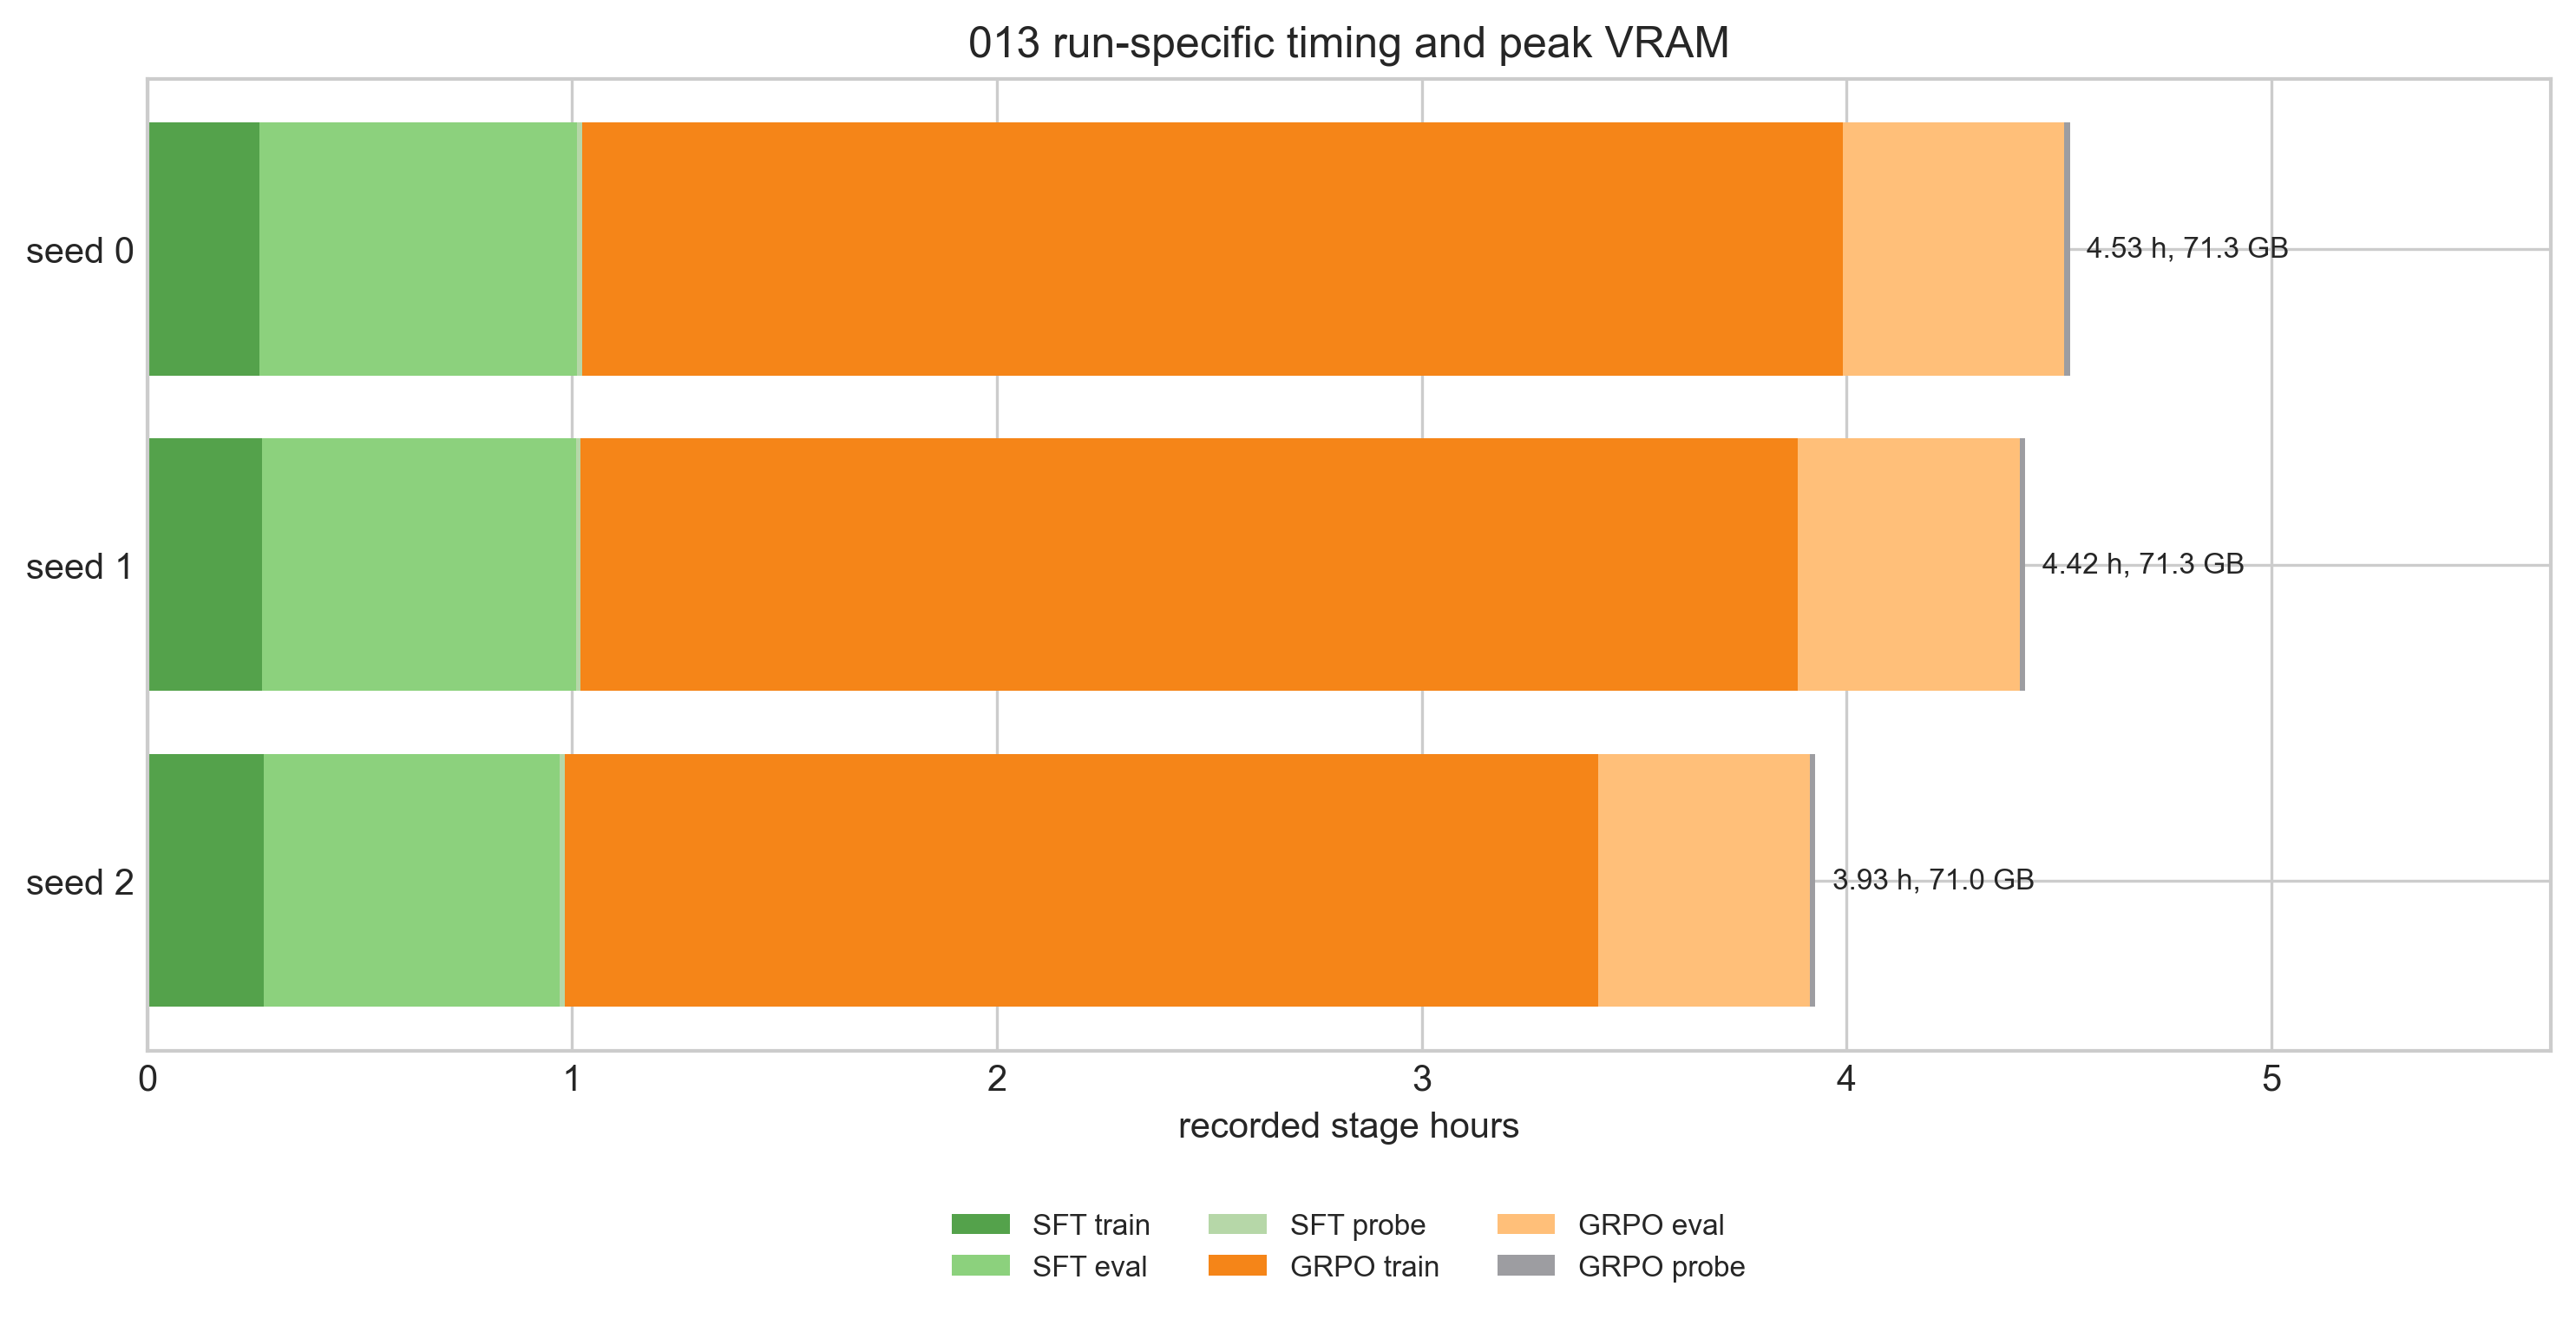 013 run-specific timing and peak VRAM
seed 0
4.53 h, 71.3 GB
seed 1
4.42 h, 71.3 GB
seed 2
3.93 h, 71.0 GB
0 1 2 3 4 5
recorded stage hours
SFT train SFT probe GRPO eval
SFT eval GRPO train GRPO probe